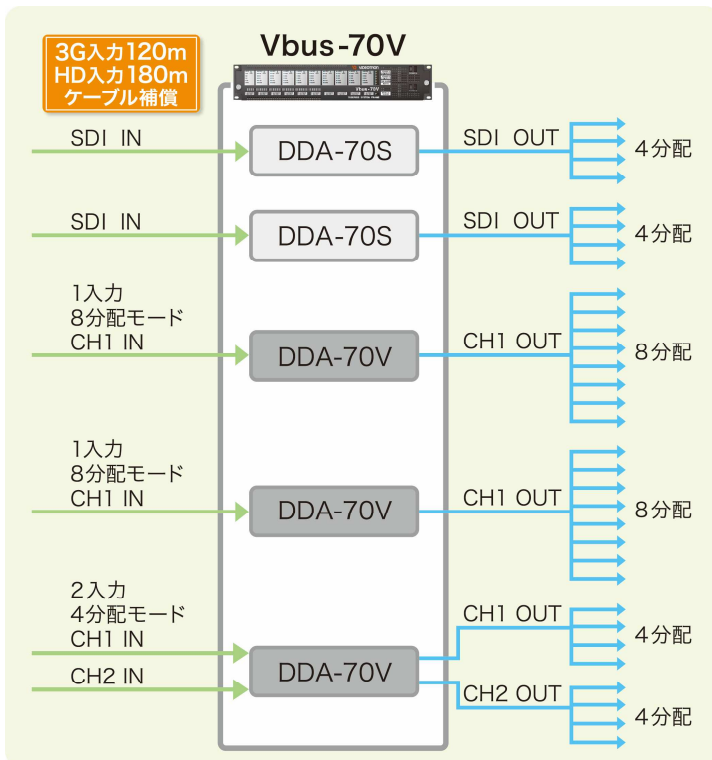 3G入力120m
HD入力180m
ケーブル補償
Vbus-70V
VIDEOTRON
Vbus-70V
SDI IN
DDA-70S
SDI OUT
4分配
SDI IN
DDA-70S
SDI OUT
4分配
1入力
8分配モード
CH1 IN
DDA-70V
CH1 OUT
8分配
1入力
8分配モード
CH1 IN
DDA-70V
CH1 OUT
8分配
2入力
4分配モード
CH1 IN
CH2 IN
DDA-70V
CH1 OUT
4分配
CH2 OUT
4分配